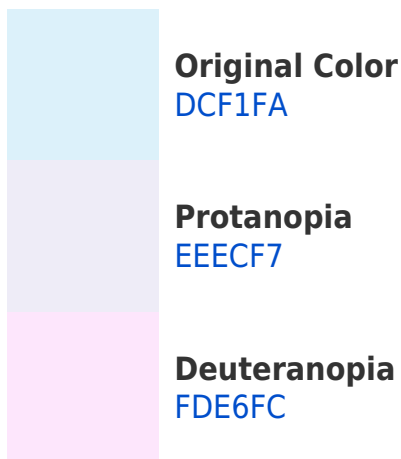 Original Color
DCF1FA
Protanopia
EEECF7
Deuteranopia
FDE6FC